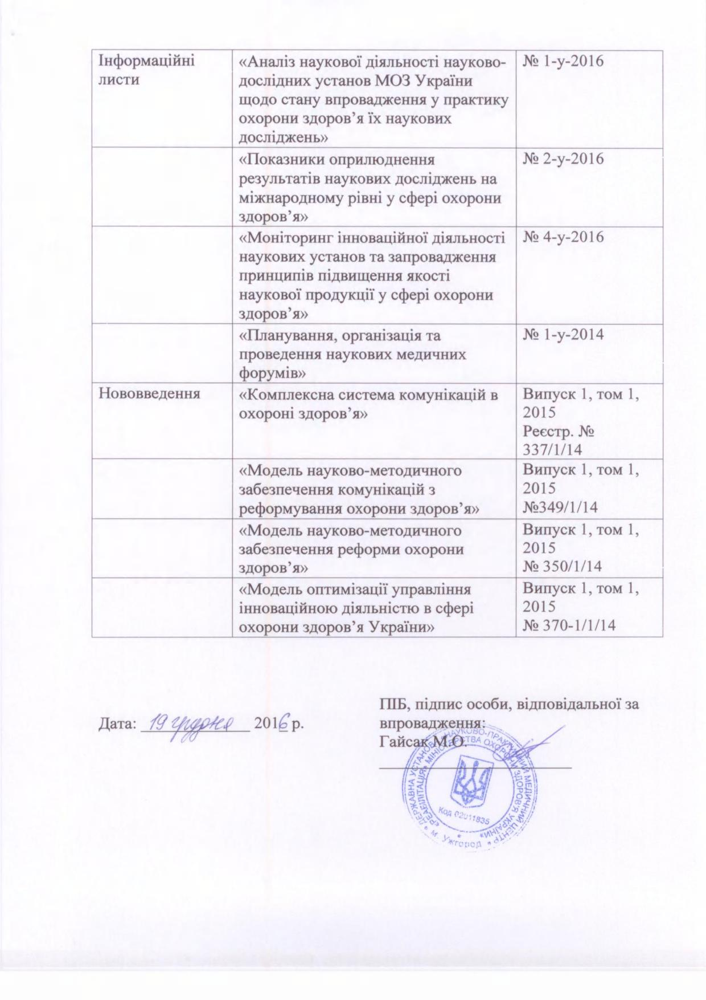 Інформаційні
листи
«Аналіз наукової діяльності науково-
дослідних установ МОЗ України
щодо стану впровадження у практику
охорони здоров’я їх наукових
досліджень»
№ 1-у-2016
«Показники оприлюднення
результатів наукових досліджень на
міжнародному рівні у сфері охорони
здоров’я»
№ 2-у-2016
«Моніторинг інноваційної діяльності
наукових установ та запровадження
принципів підвищення якості
наукової продукції у сфері охорони
здоров’я»
№ 4-у-2016
«Планування, організація та
проведення наукових медичних
форумів»
№ 1-у-2014
Нововведення
«Комплексна система комунікацій в
охороні здоров’я»
Випуск 1, том 1,
2015
Реєстр. №
337/1/14
«Модель науково-методичного
забезпечення комунікацій з
реформування охорони здоров’я»
Випуск 1, том 1,
2015
№349/1/14
«Модель науково-методичного
забезпечення реформи охорони
здоров’я»
Випуск 1, том 1,
2015
№ 350/1/14
«Модель оптимізації управління
інноваційною діяльністю в сфері
охорони здоров’я України»
Випуск 1, том 1,
2015
№ 370-1/1/14
Дата: 19 грудня 2016 р.
ПІБ, підпис особи, відповідальної за
впровадження:
Гайсак М.О.
ДЕРЖАВНА УСТАНОВА «НАУКОВО-ПРАКТИЧНИЙ МЕДИЧНИЙ ЦЕНТР
«РЕАБІЛІТАЦІЯ» МІНІСТЕРСТВА ОХОРОНИ ЗДОРОВ'Я УКРАЇНИ»
Код 02011835
м. Ужгород